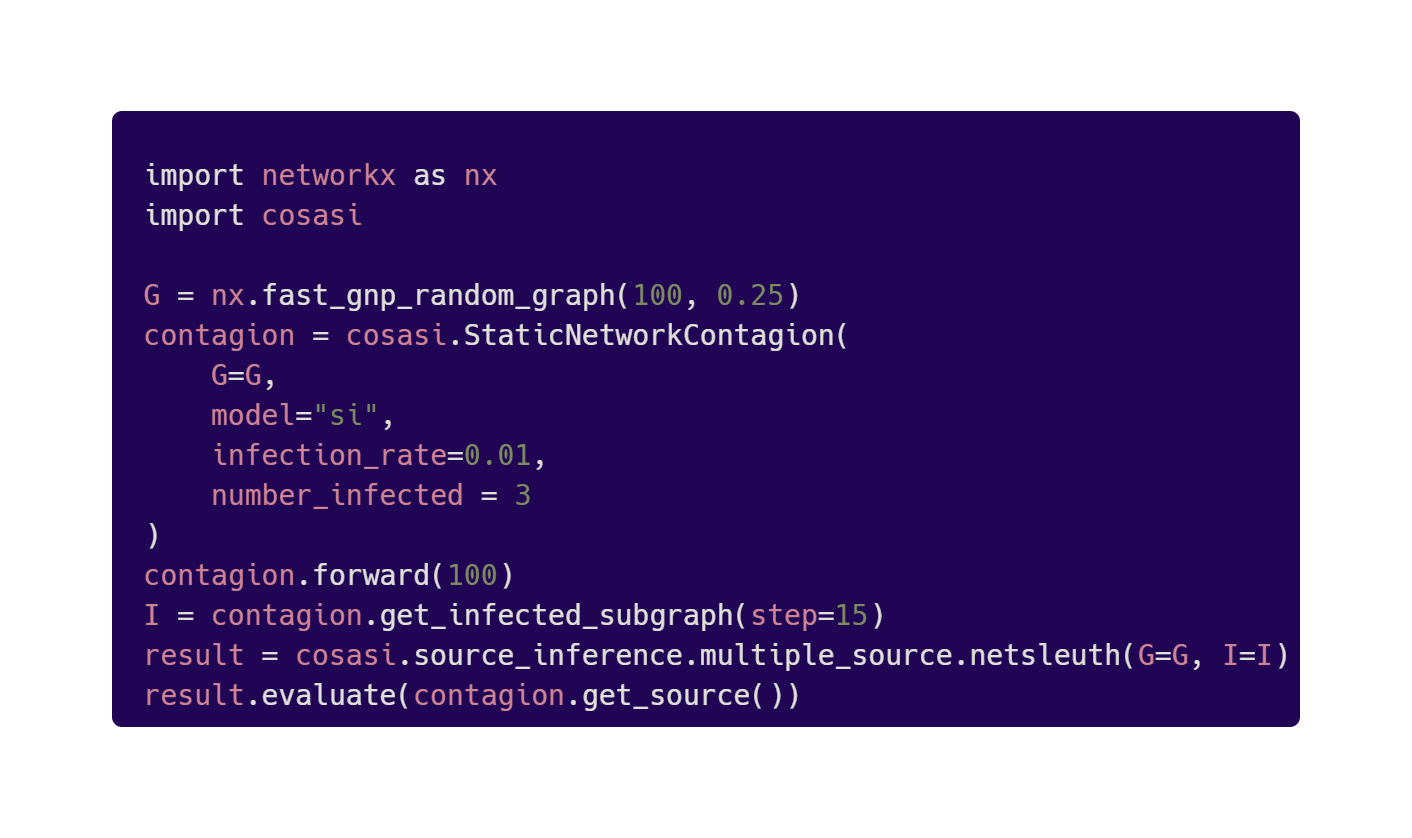 import networkx as nx
import cosasi

G = nx.fast_gnp_random_graph(100, 0.25)
contagion = cosasi.StaticNetworkContagion(
    G=G,
    model="si",
    infection_rate=0.01,
    number_infected = 3
)
contagion.forward(100)
I = contagion.get_infected_subgraph(step=15)
result = cosasi.source_inference.multiple_source.netsleuth(G=G, I=I)
result.evaluate(contagion.get_source())